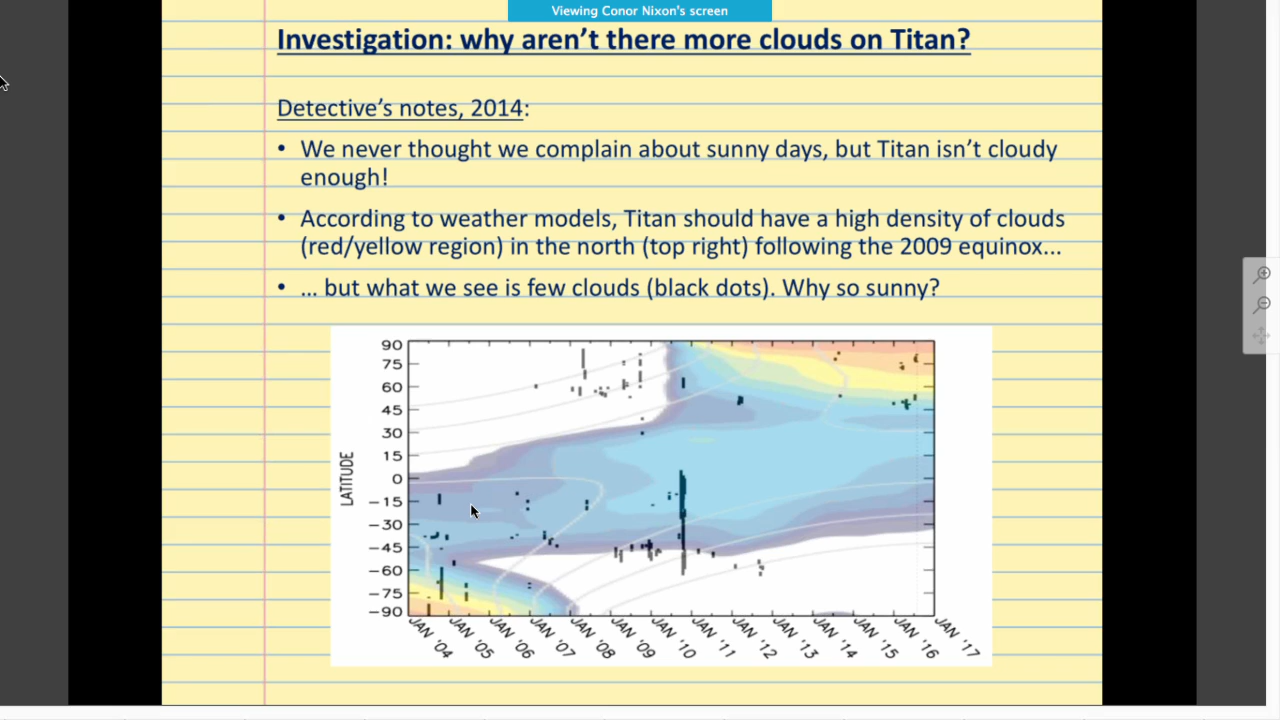 Viewing Conor Nixon's screen
Investigation: why aren't there more clouds on Titan?
Detective's notes, 2014:
• We never thought we complain about sunny days, but Titan isn't cloudy
enough!
• According to weather models, Titan should have a high density of clouds
(red/yellow region) in the north (top right) following the 2009 equinox...
• ... but what we see is few clouds (black dots). Why so sunny?
90
75
60
45
30
15
0
−15
−30
−45
−60
−75
−90
LATITUDE
JAN '04
JAN '05
JAN '06
JAN '07
JAN '08
JAN '09
JAN '10
JAN '11
JAN '12
JAN '13
JAN '14
JAN '15
JAN '16
JAN '17